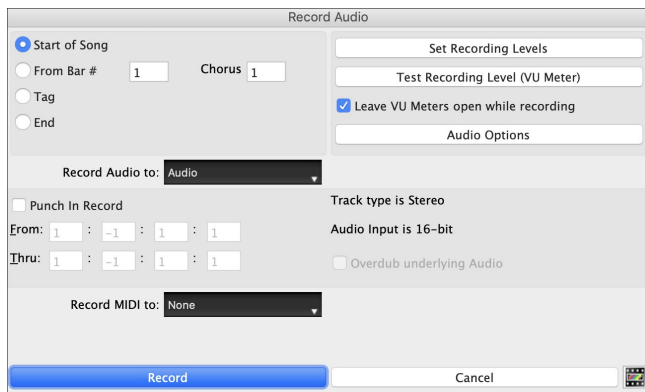 Record Audio
Start of Song
From Bar # 1 Chorus 1
Tag
End
Set Recording Levels
Test Recording Level (VU Meter)
Leave VU Meters open while recording
Audio Options
Record Audio to: Audio
Punch In Record
From: 1 : -1 : 1 : 1
Thru: 1 : -1 : 1 : 1
Track type is Stereo
Audio Input is 16-bit
Overdub underlying Audio
Record MIDI to: None
Record
Cancel